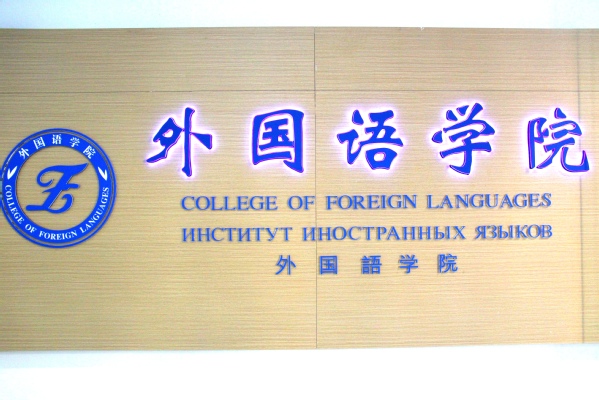 外国语学院
COLLEGE OF FOREIGN LANGUAGES
ИНСТИТУТ ИНОСТРАННЫХ ЯЗЫКОВ
外国語学院
外国语学院
COLLEGE OF FOREIGN LANGUAGES